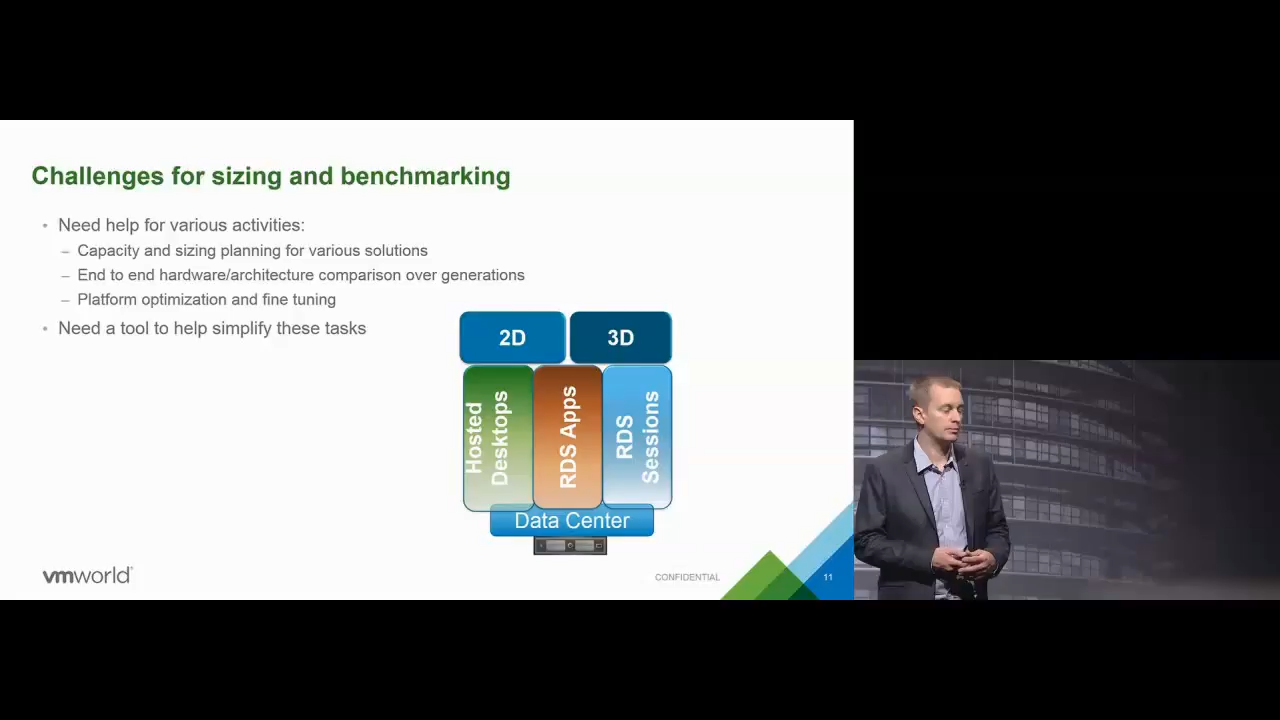 Challenges for sizing and benchmarking
• Need help for various activities:
– Capacity and sizing planning for various solutions
– End to end hardware/architecture comparison over generations
– Platform optimization and fine tuning
• Need a tool to help simplify these tasks
2D
3D
Hosted
Desktops
RDS Apps
RDS
Sessions
Data Center
vmworld®
CONFIDENTIAL
11